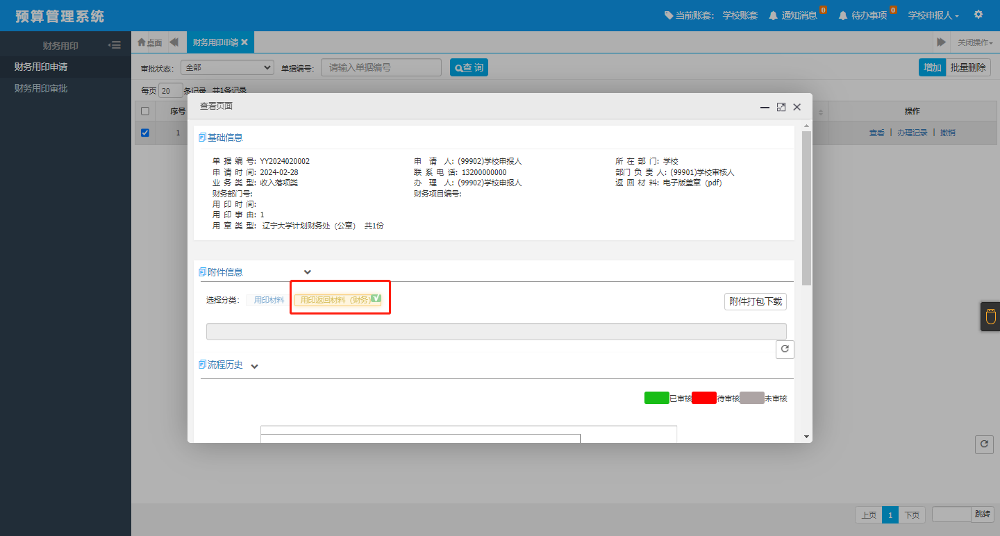 预算管理系统
当前账套： 学校账套 通知消息 0 待办事项 0 学校申报人
财务用印
桌面 财务用印申请 关闭操作
财务用印申请
财务用印审批
审批状态： 全部 单据编号： 请输入单据编号 查 询 增加 批量删除
每页 20 条记录 共1条记录
序号 操作
1 查看 | 办理记录 | 撤销
查看页面
基础信息
单 据 编 号: YY2024020002 申 请 人: (99902)学校申报人 所 在 部 门: 学校
申 请 时 间: 2024-02-28 联 系 电 话: 13200000000 部门 负 责 人: (99901)学校审核人
业 务 类 型: 收入落项类 办 理 人: (99902)学校申报人 返 回 材 料: 电子版盖章（pdf）
财务部门号: 财务项目编号:
用 印 时 间:
用 印 事 由: 1
用 章 类 型: 辽宁大学计划财务处（公章） 共1份
附件信息
选择分类： 用印材料 用印返回材料（财务） √ 附件打包下载
流程历史
已审核 待审核 未审核
上页 1 下页 跳转